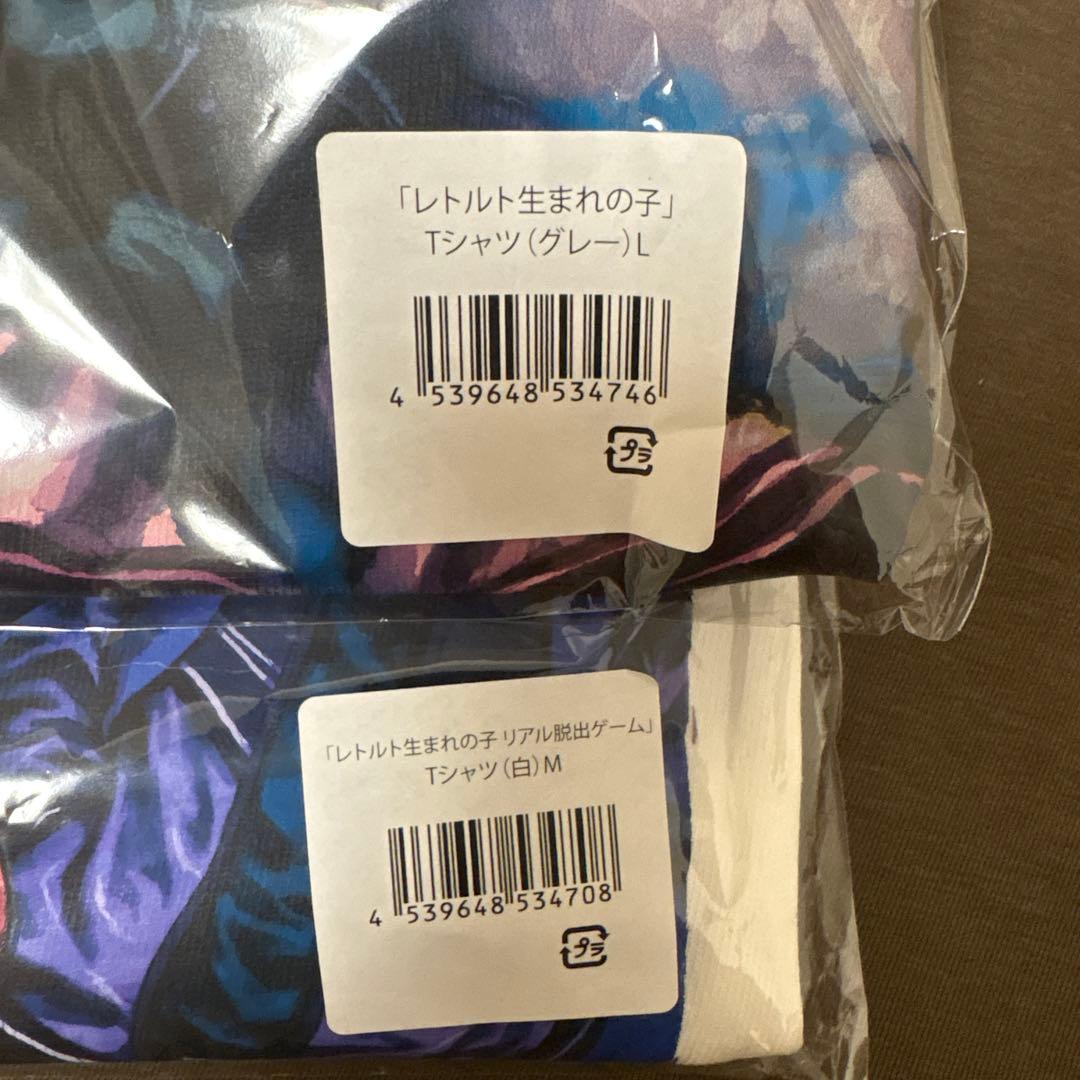 「レトルト生まれの子」
Tシャツ（グレー）L
4 539648 534746
プラ
「レトルト生まれの子 リアル脱出ゲーム」
Tシャツ（白）M
4 539648 534708
プラ